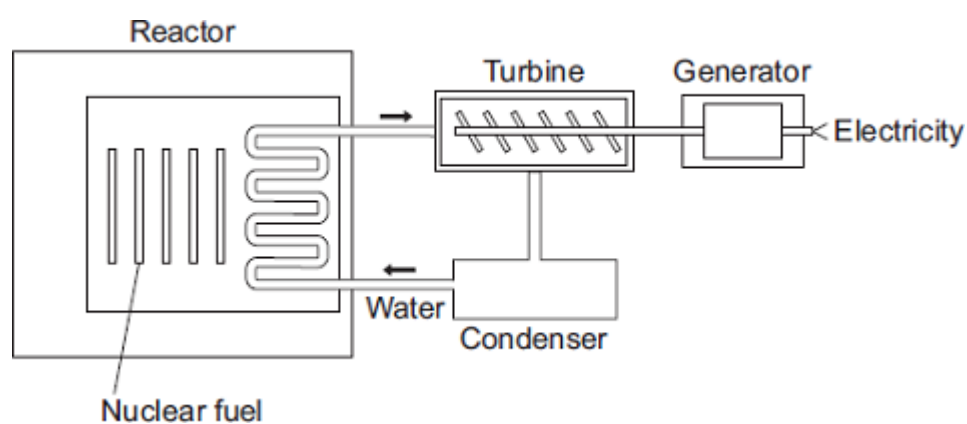 Reactor
Turbine
Generator
Electricity
Water
Condenser
Nuclear fuel